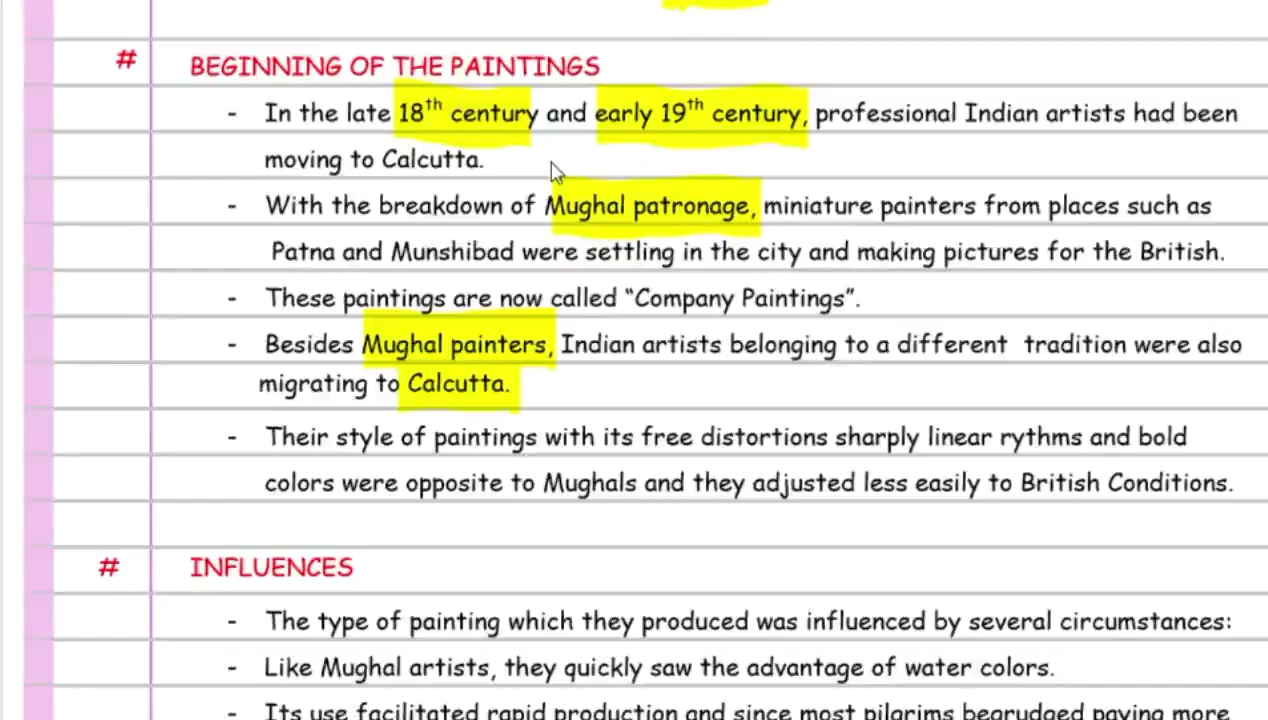 # BEGINNING OF THE PAINTINGS
- In the late 18th century and early 19th century, professional Indian artists had been
moving to Calcutta.
- With the breakdown of Mughal patronage, miniature painters from places such as
Patna and Munshibad were settling in the city and making pictures for the British.
- These paintings are now called “Company Paintings”.
- Besides Mughal painters, Indian artists belonging to a different tradition were also
migrating to Calcutta.
- Their style of paintings with its free distortions sharply linear rythms and bold
colors were opposite to Mughals and they adjusted less easily to British Conditions.
# INFLUENCES
- The type of painting which they produced was influenced by several circumstances:
- Like Mughal artists, they quickly saw the advantage of water colors.
- Its use facilitated rapid production and since most pilgrims begrudged paying more